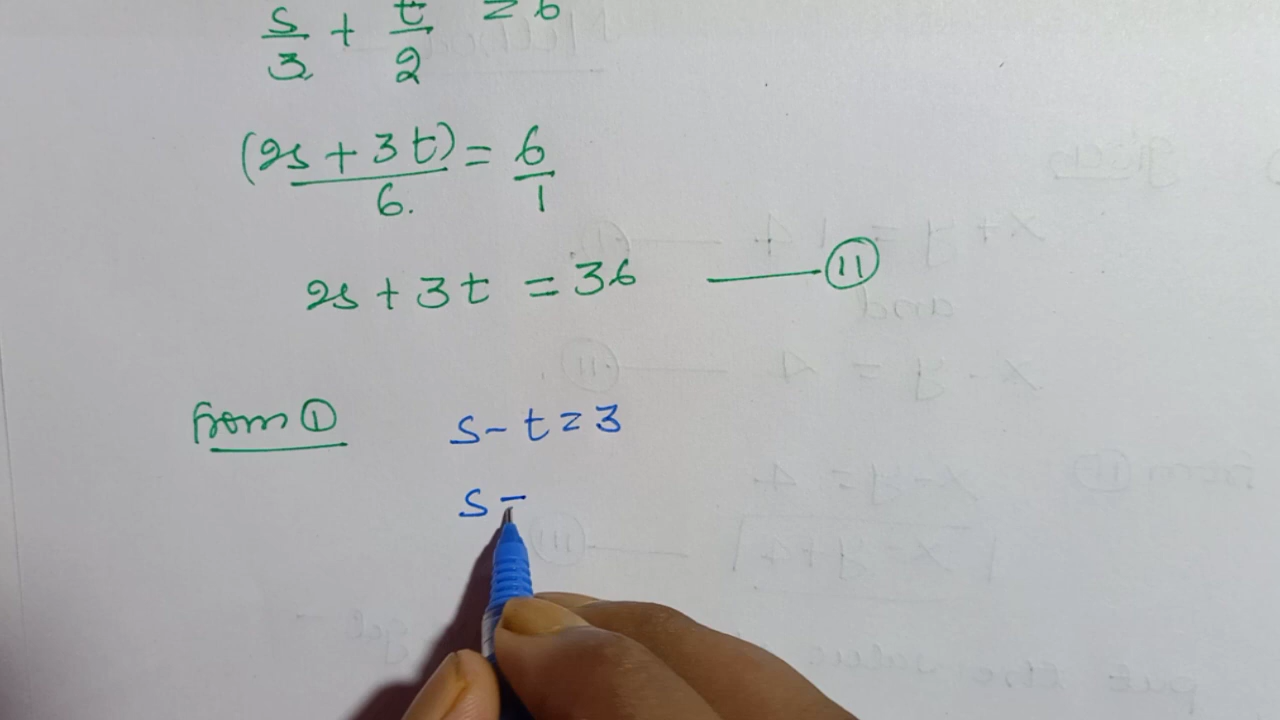 s/3 + t/2 = 6
(2s + 3t)/6. = 6/1
2s + 3t = 36 —— (11)
From (1) s - t = 3
s =